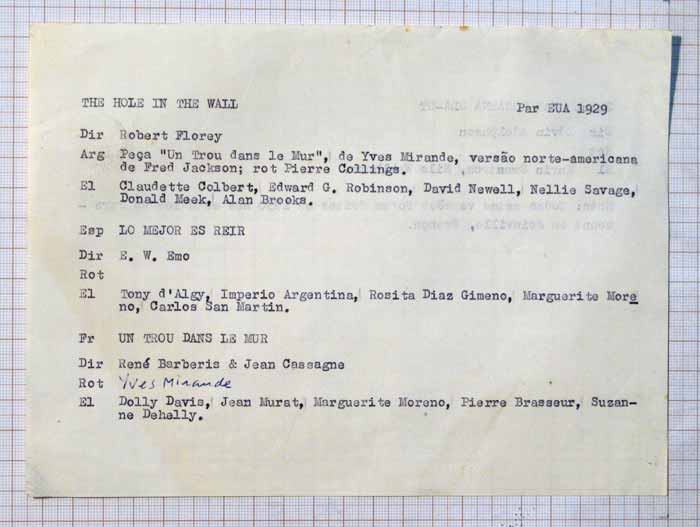 THE HOLE IN THE WALL Par EUA 1929
Dir Robert Florey
Arg Peça "Un Trou dans le Mur", de Yves Mirande, versão norte-americana
de Fred Jackson; rot Pierre Collings.
El Claudette Colbert, Edward G. Robinson, David Newell, Nellie Savage,
Donald Meek, Alan Brooks.
Esp LO MEJOR ES REIR
Dir E. W. Emo
Rot
El Tony d'Algy, Imperio Argentina, Rosita Diaz Gimeno, Marguerite More
no, Carlos San Martin.
Fr UN TROU DANS LE MUR
Dir René Barberis & Jean Cassagne
Rot Yves Mirande
El Dolly Davis, Jean Murat, Marguerite Moreno, Pierre Brasseur, Suzan-
ne Dehelly.